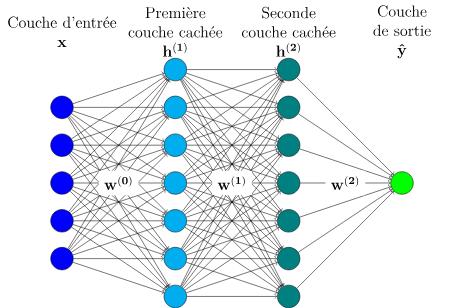 Couche d'entrée
x
Première
couche cachée
h(1)
Seconde
couche cachée
h(2)
Couche
de sortie
ŷ
w(0)
w(1)
w(2)